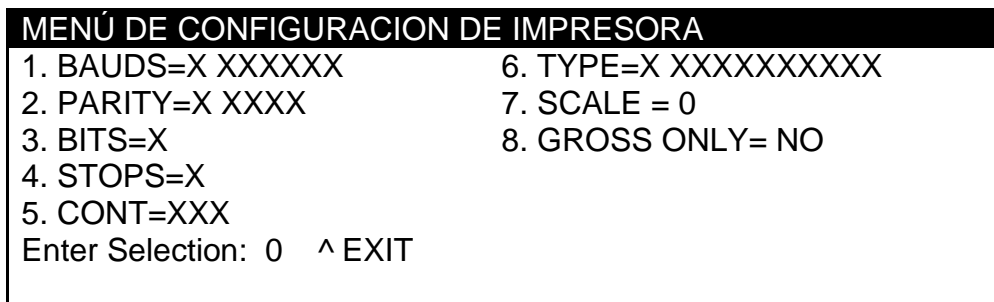 MENÚ DE CONFIGURACION DE IMPRESORA
1. BAUDS=X XXXXXX 6. TYPE=X XXXXXXXXXX
2. PARITY=X XXXX 7. SCALE = 0
3. BITS=X 8. GROSS ONLY= NO
4. STOPS=X
5. CONT=XXX
Enter Selection: 0 ^ EXIT